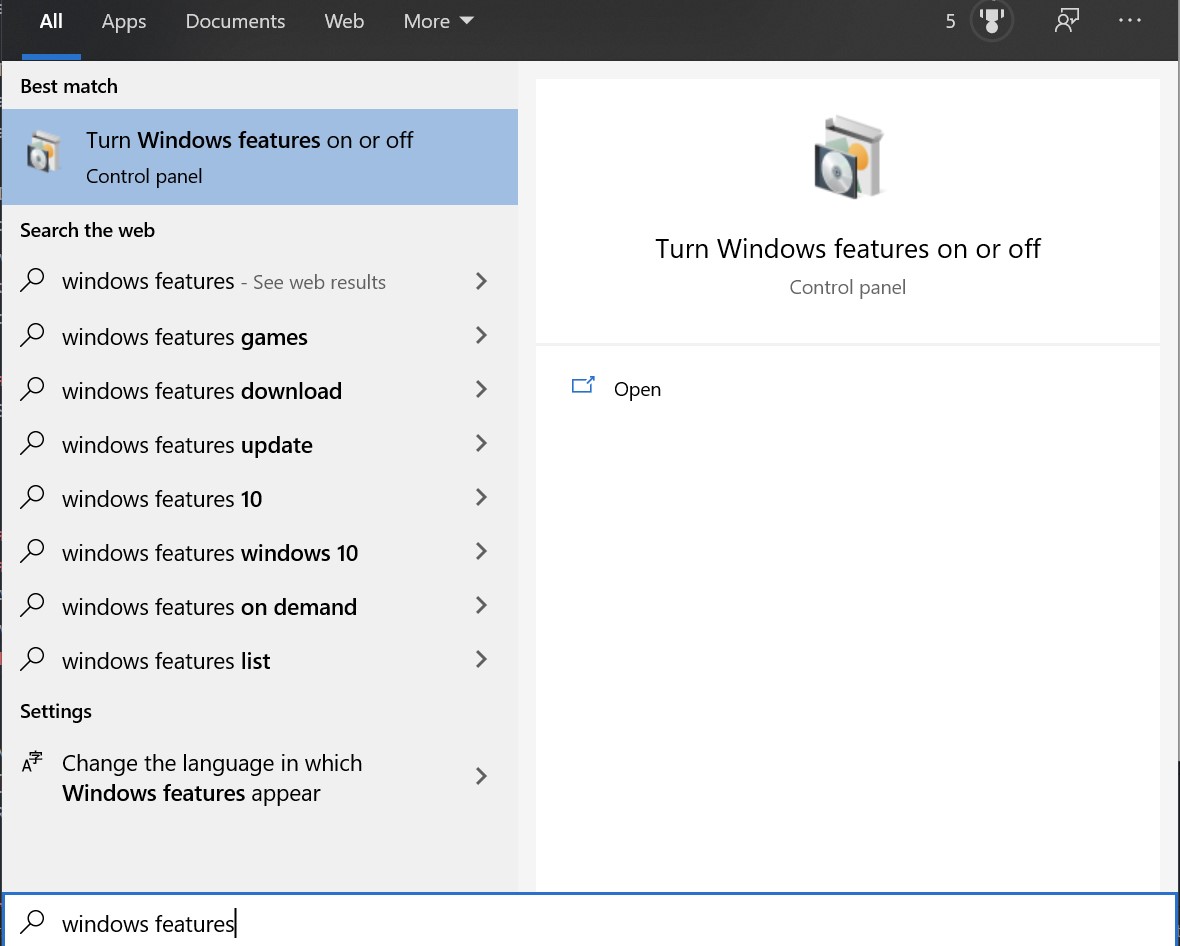 All Apps Documents Web More 5 ...
Best match
Turn Windows features on or off
Control panel
Search the web
windows features - See web results
windows features games
windows features download
windows features update
windows features 10
windows features windows 10
windows features on demand
windows features list
Settings
A字
Change the language in which
Windows features appear
Turn Windows features on or off
Control panel
Open
windows features